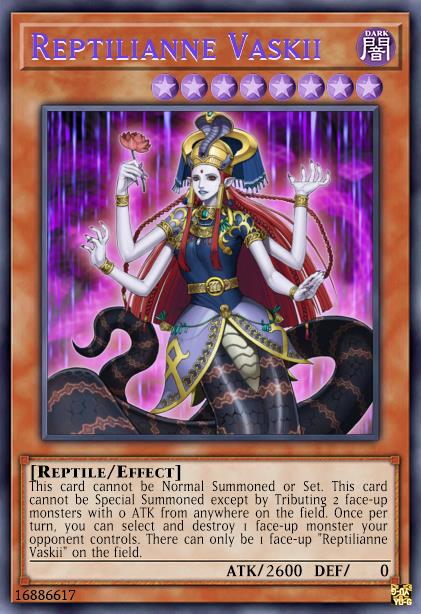 Reptilianne Vaskii
DARK
闇
[Reptile/Effect]
This card cannot be Normal Summoned or Set. This card
cannot be Special Summoned except by Tributing 2 face-up
monsters with 0 ATK from anywhere on the field. Once per
turn, you can select and destroy 1 face-up monster your
opponent controls. There can only be 1 face-up "Reptilianne
Vaskii" on the field.
ATK/2600 DEF/ 0
16886617